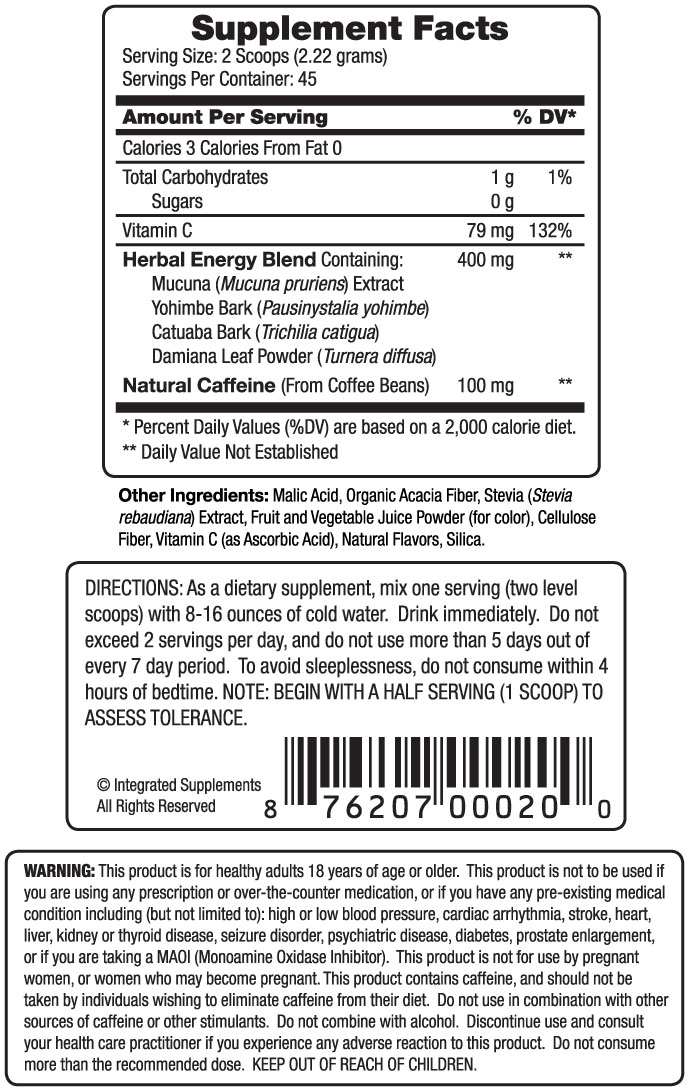 Supplement Facts
Serving Size: 2 Scoops (2.22 grams)
Servings Per Container: 45
Amount Per Serving % DV*
Calories 3 Calories From Fat 0
Total Carbohydrates 1 g 1%
Sugars 0 g
Vitamin C 79 mg 132%
Herbal Energy Blend Containing: 400 mg **
Mucuna (Mucuna pruriens) Extract
Yohimbe Bark (Pausinystalia yohimbe)
Catuaba Bark (Trichilia catigua)
Damiana Leaf Powder (Turnera diffusa)
Natural Caffeine (From Coffee Beans) 100 mg **
* Percent Daily Values (%DV) are based on a 2,000 calorie diet.
** Daily Value Not Established
Other Ingredients: Malic Acid, Organic Acacia Fiber, Stevia (Stevia
rebaudiana) Extract, Fruit and Vegetable Juice Powder (for color), Cellulose
Fiber, Vitamin C (as Ascorbic Acid), Natural Flavors, Silica.
DIRECTIONS: As a dietary supplement, mix one serving (two level
scoops) with 8-16 ounces of cold water. Drink immediately. Do not
exceed 2 servings per day, and do not use more than 5 days out of
every 7 day period. To avoid sleeplessness, do not consume within 4
hours of bedtime. NOTE: BEGIN WITH A HALF SERVING (1 SCOOP) TO
ASSESS TOLERANCE.
© Integrated Supplements
All Rights Reserved
8 76207 00020 0
WARNING: This product is for healthy adults 18 years of age or older. This product is not to be used if
you are using any prescription or over-the-counter medication, or if you have any pre-existing medical
condition including (but not limited to): high or low blood pressure, cardiac arrhythmia, stroke, heart,
liver, kidney or thyroid disease, seizure disorder, psychiatric disease, diabetes, prostate enlargement,
or if you are taking a MAOI (Monoamine Oxidase Inhibitor). This product is not for use by pregnant
women, or women who may become pregnant. This product contains caffeine, and should not be
taken by individuals wishing to eliminate caffeine from their diet. Do not use in combination with other
sources of caffeine or other stimulants. Do not combine with alcohol. Discontinue use and consult
your health care practitioner if you experience any adverse reaction to this product. Do not consume
more than the recommended dose. KEEP OUT OF REACH OF CHILDREN.